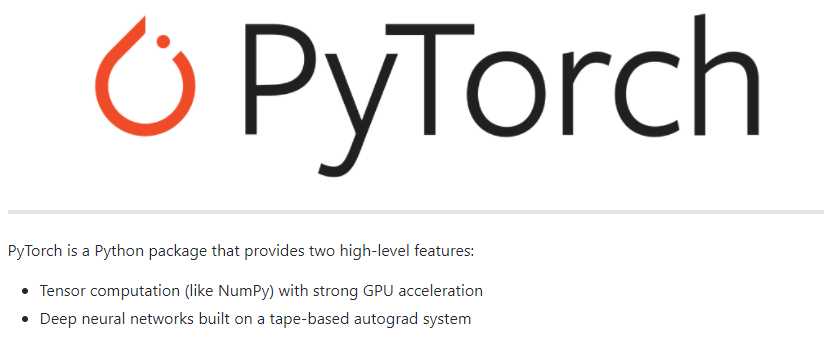 PyTorch
PyTorch is a Python package that provides two high-level features:
• Tensor computation (like NumPy) with strong GPU acceleration
• Deep neural networks built on a tape-based autograd system